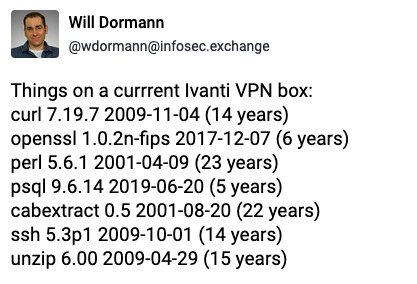 Will Dormann
@wdormann@infosec.exchange
Things on a currrent Ivanti VPN box:
curl 7.19.7 2009-11-04 (14 years)
openssl 1.0.2n-fips 2017-12-07 (6 years)
perl 5.6.1 2001-04-09 (23 years)
psql 9.6.14 2019-06-20 (5 years)
cabextract 0.5 2001-08-20 (22 years)
ssh 5.3p1 2009-10-01 (14 years)
unzip 6.00 2009-04-29 (15 years)